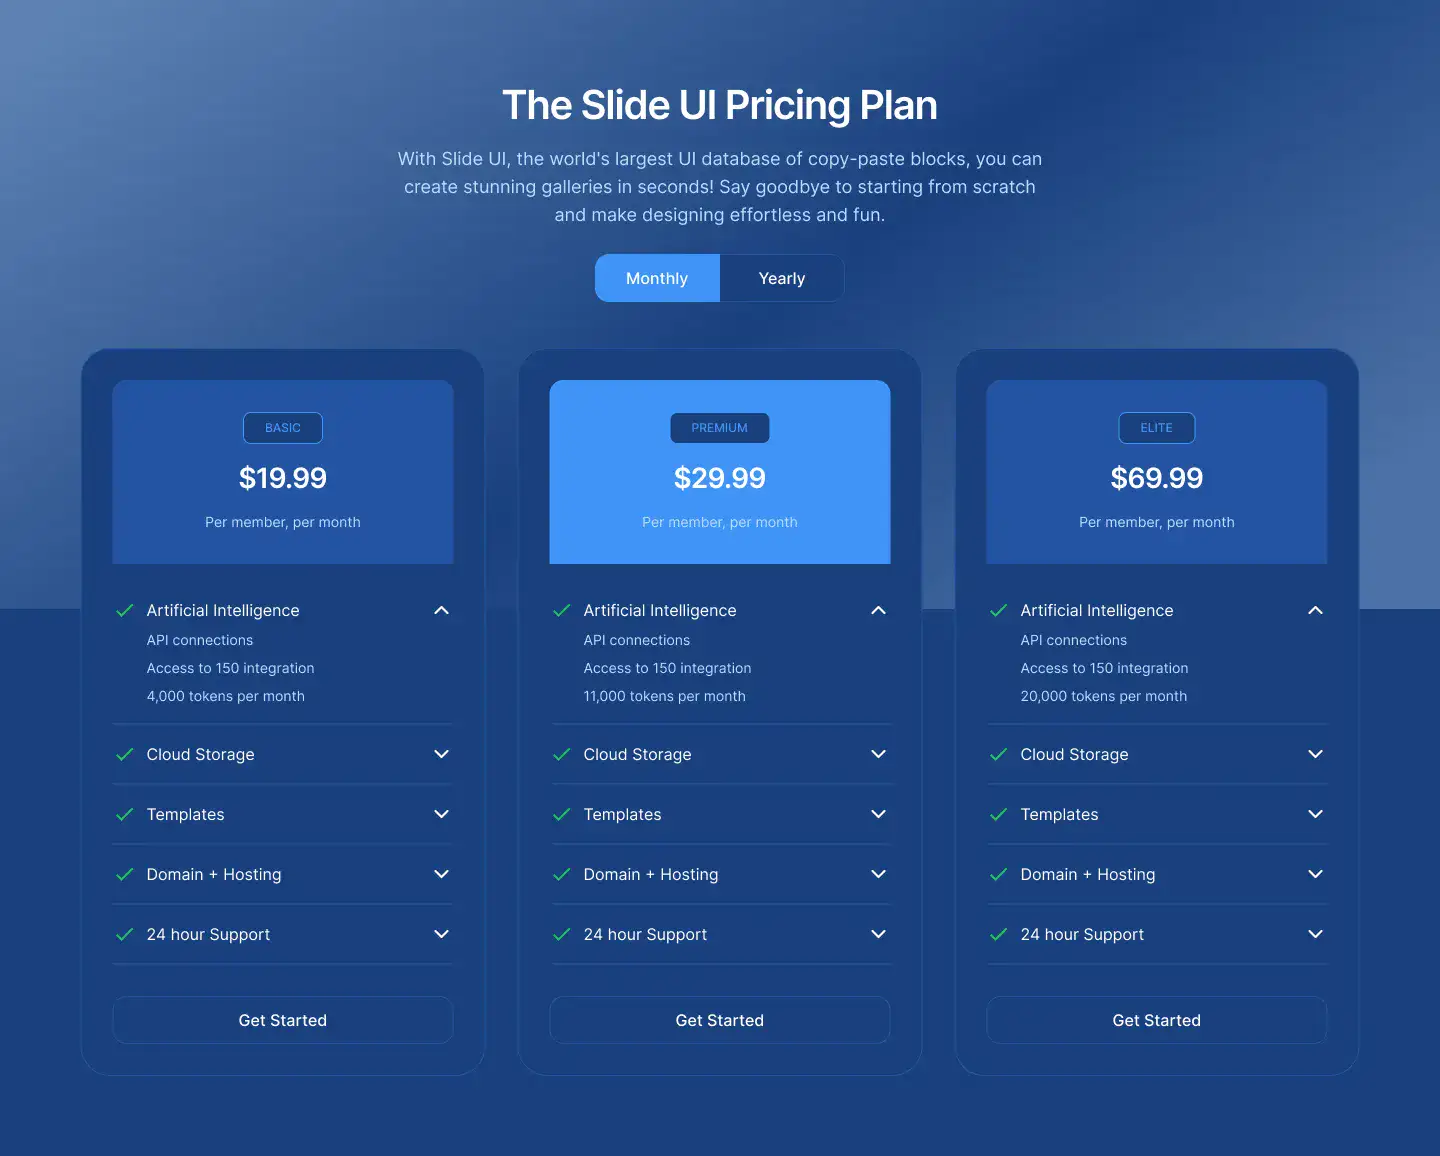 The Slide UI Pricing Plan
With Slide UI, the world's largest UI database of copy-paste blocks, you can
create stunning galleries in seconds! Say goodbye to starting from scratch
and make designing effortless and fun.
Monthly
Yearly
BASIC
$19.99
Per member, per month
Artificial Intelligence
API connections
Access to 150 integration
4,000 tokens per month
Cloud Storage
Templates
Domain + Hosting
24 hour Support
Get Started
PREMIUM
$29.99
Per member, per month
Artificial Intelligence
API connections
Access to 150 integration
11,000 tokens per month
Cloud Storage
Templates
Domain + Hosting
24 hour Support
Get Started
ELITE
$69.99
Per member, per month
Artificial Intelligence
API connections
Access to 150 integration
20,000 tokens per month
Cloud Storage
Templates
Domain + Hosting
24 hour Support
Get Started